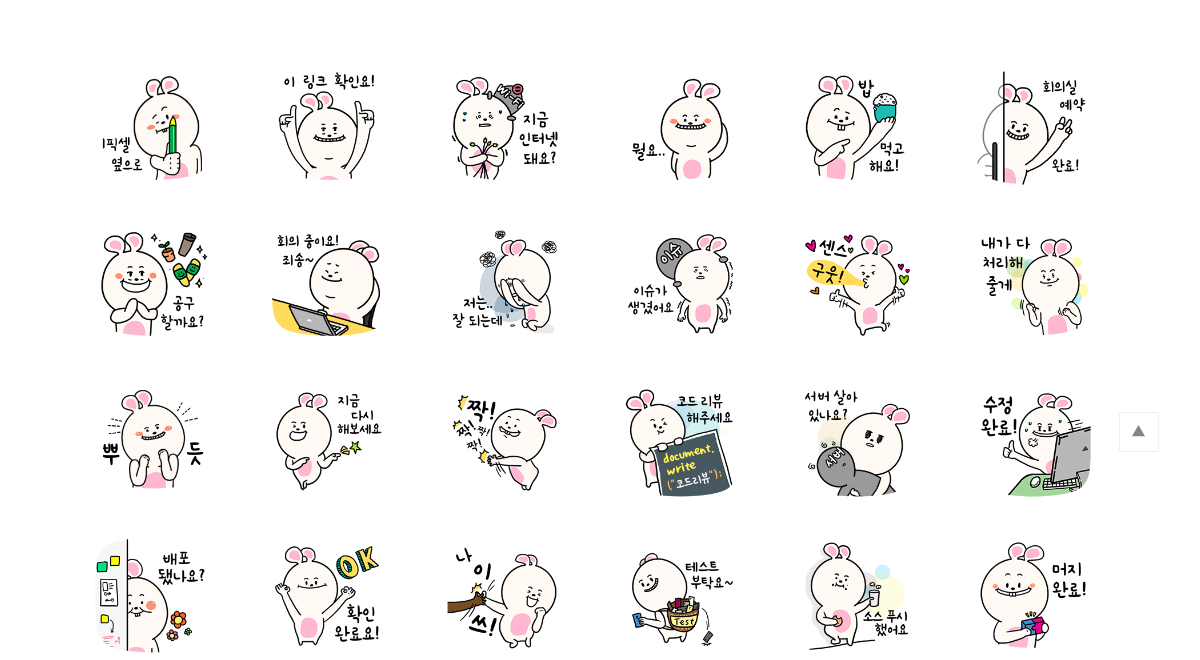 1픽셀
옆으로
이 링크 확인요!
Wi-Fi
지금
인터넷
돼요?
뭘요..
밥
먹고
해요!
회의실
예약
완료!
공구
할까요?
회의 중이요!
죄송~
저는..
잘 되는데
이슈
이슈가
생겼어요
센스
구웃!
내가 다
처리해
줄게
뿌
듯
지금
다시
해보세요
짝!
짝!
짝!
짝!
코드 리뷰
해주세요
document.
write
("코드리뷰");
서버 살아
있나요?
서버
수정
완료!
배포
됐나요?
OK
확인
완료요!
나
이
쓰!
테스트
부탁요~
Test
소스 푸시
했어요
머지
완료!